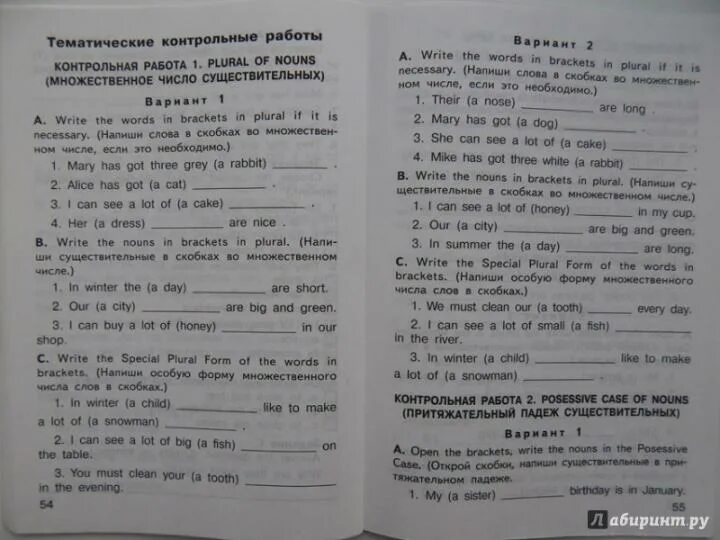 Тематические контрольные работы
КОНТРОЛЬНАЯ РАБОТА 1. PLURAL OF NOUNS
(МНОЖЕСТВЕННОЕ ЧИСЛО СУЩЕСТВИТЕЛЬНЫХ)
Вариант 1
A. Write the words in brackets in plural if it is
necessary. (Напиши слова в скобках во множествен-
ном числе, если это необходимо.)
1. Mary has got three grey (a rabbit) ________ .
2. Alice has got (a cat) ________ .
3. I can see a lot of (a cake) ________ .
4. Her (a dress) ________ are nice .
B. Write the nouns in brackets in plural. (Напи-
ши существительные в скобках во множественном
числе.)
1. In winter the (a day) ________ are short.
2. Our (a city) ________ are big and green.
3. I can buy a lot of (honey) ________ in our
shop.
C. Write the Special Plural Form of the words in
brackets. (Напиши особую форму множественного
числа слов в скобках.)
1. In winter (a child) ________ like to make
a lot of (a snowman) ________ .
2. I can see a lot of big (a fish) ________ on
the table.
3. You must clean your (a tooth) ________
in the evening.
54
Вариант 2
A. Write the words in brackets in plural if it is
necessary. (Напиши слова в скобках во множествен-
ном числе, если это необходимо.)
1. Their (a nose) ________ are long .
2. Mary has got (a dog) ________ .
3. She can see a lot of (a cake) ________ .
4. Mike has got three white (a rabbit) ________ .
B. Write the nouns in brackets in plural. (Напиши су-
ществительные в скобках во множественном числе.)
1. I can see a lot of (honey) ________ in my cup.
2. Our (a city) ________ are big and green.
3. In summer the (a day) ________ are long.
C. Write the Special Plural Form of the words in
brackets. (Напиши особую форму множественного
числа слов в скобках.)
1. We must clean our (a tooth) ________ every day.
2. I can see a lot of small (a fish) ________
in the river.
3. In winter (a child) ________ like to make
a lot of (a snowman) ________ .
КОНТРОЛЬНАЯ РАБОТА 2. POSESSIVE CASE OF NOUNS
(ПРИТЯЖАТЕЛЬНЫЙ ПАДЕЖ СУЩЕСТВИТЕЛЬНЫХ)
Вариант 1
A. Open the brackets, write the nouns in the Posessive
Case. (Открой скобки, напиши существительные в при-
тяжательном падеже.)
1. My (a sister) ________ birthday is in January.
55
Лабиринт.ру